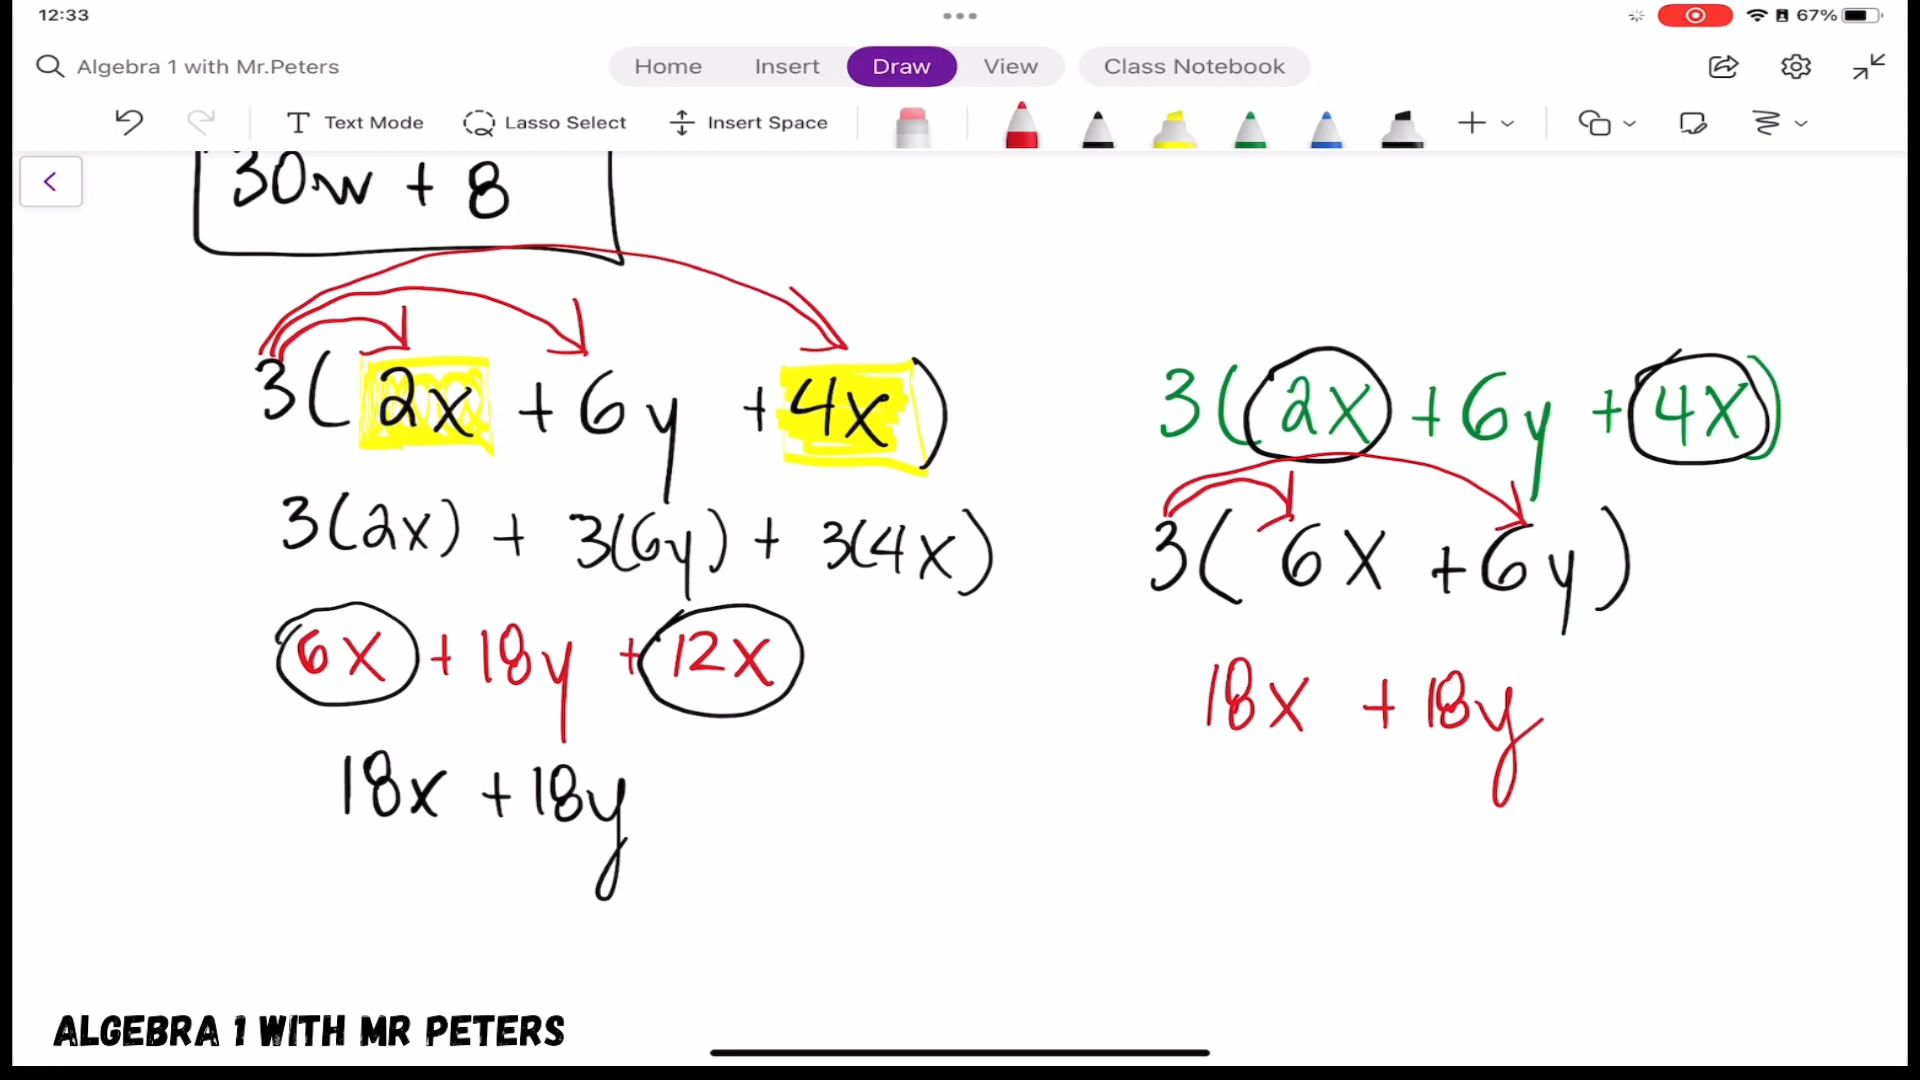 12:33
67%
Algebra 1 with Mr.Peters
Home Insert Draw View Class Notebook
Text Mode Lasso Select Insert Space
30w + 8
3(2x + 6y + 4x)
3(2x) + 3(6y) + 3(4x)
6x + 18y + 12x
18x + 18y
3(2x + 6y + 4x)
3(6x + 6y)
18x + 18y
ALGEBRA 1 WITH MR PETERS